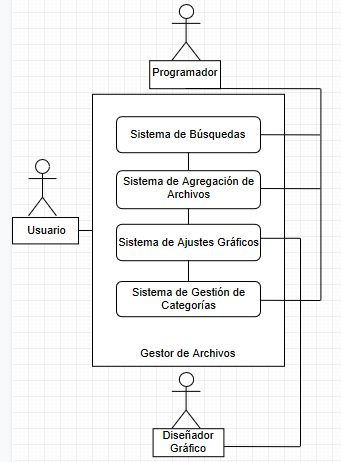 Programador
Sistema de Búsquedas
Sistema de Agregación de
Archivos
Usuario
Sistema de Ajustes Gráficos
Sistema de Gestión de
Categorías
Gestor de Archivos
Diseñador
Gráfico